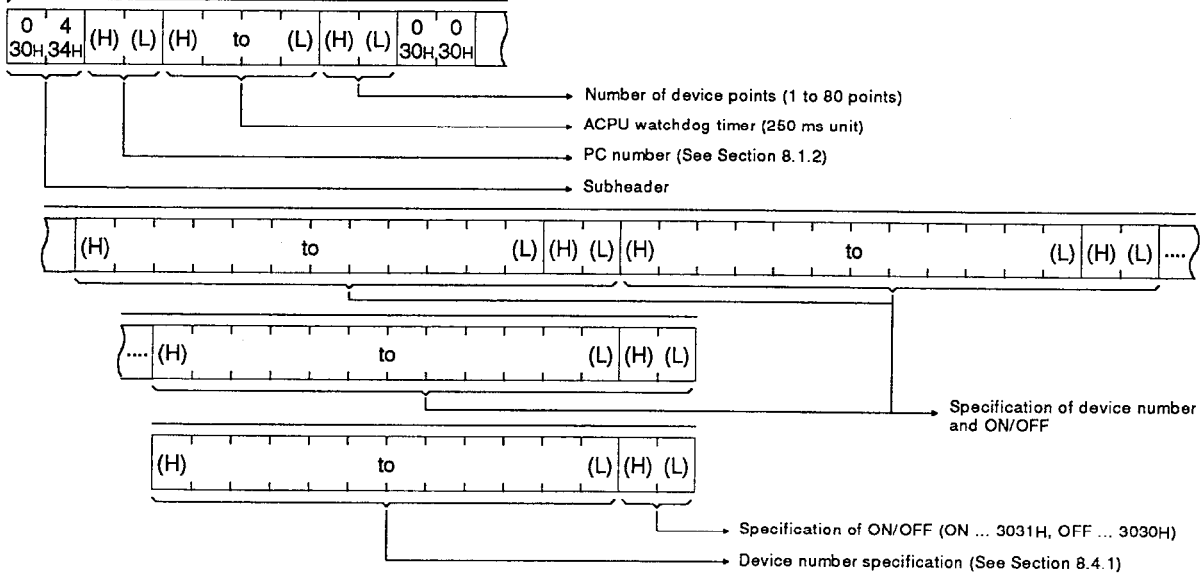 0 4 (H) (L) (H) to (L) (H) (L) 0 0
30H 34H 30H 30H
Number of device points (1 to 80 points)
ACPU watchdog timer (250 ms unit)
PC number (See Section 8.1.2)
Subheader
(H) to (L) (H) (L) (H) to (L) (H) (L) ....
.... (H) to (L) (H) (L)
Specification of device number
and ON/OFF
(H) to (L) (H) (L)
Specification of ON/OFF (ON ... 3031H, OFF ... 3030H)
Device number specification (See Section 8.4.1)